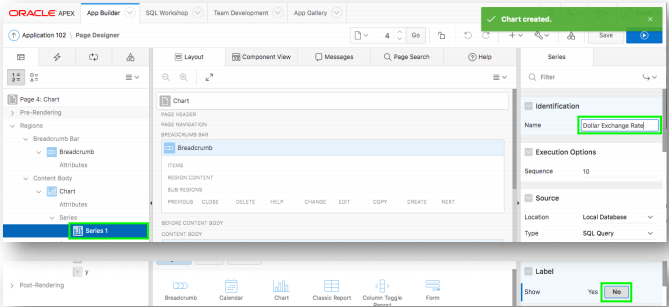 ORACLE APEX App Builder SQL Workshop Team Development App Gallery
Chart created.
Application 102 \ Page Designer 4 Go Save
Layout Component View Messages Page Search Help Series
Filter
Page 4: Chart
Pre-Rendering
Regions
Breadcrumb Bar
Breadcrumb
Attributes
Content Body
Chart
Attributes
Series
Series 1
y
Post-Rendering
Chart
PAGE HEADER
PAGE NAVIGATION
BREADCRUMB BAR
Breadcrumb
ITEMS
REGION CONTENT
SUB REGIONS
PREVIOUS CLOSE DELETE HELP CHANGE EDIT COPY CREATE NEXT
BEFORE CONTENT BODY
CONTENT BODY
Breadcrumb Calendar Chart Classic Report Column Toggle Report Form
Identification
Name Dollar Exchange Rate
Execution Options
Sequence 10
Source
Location Local Database
Type SQL Query
Label
Show Yes No